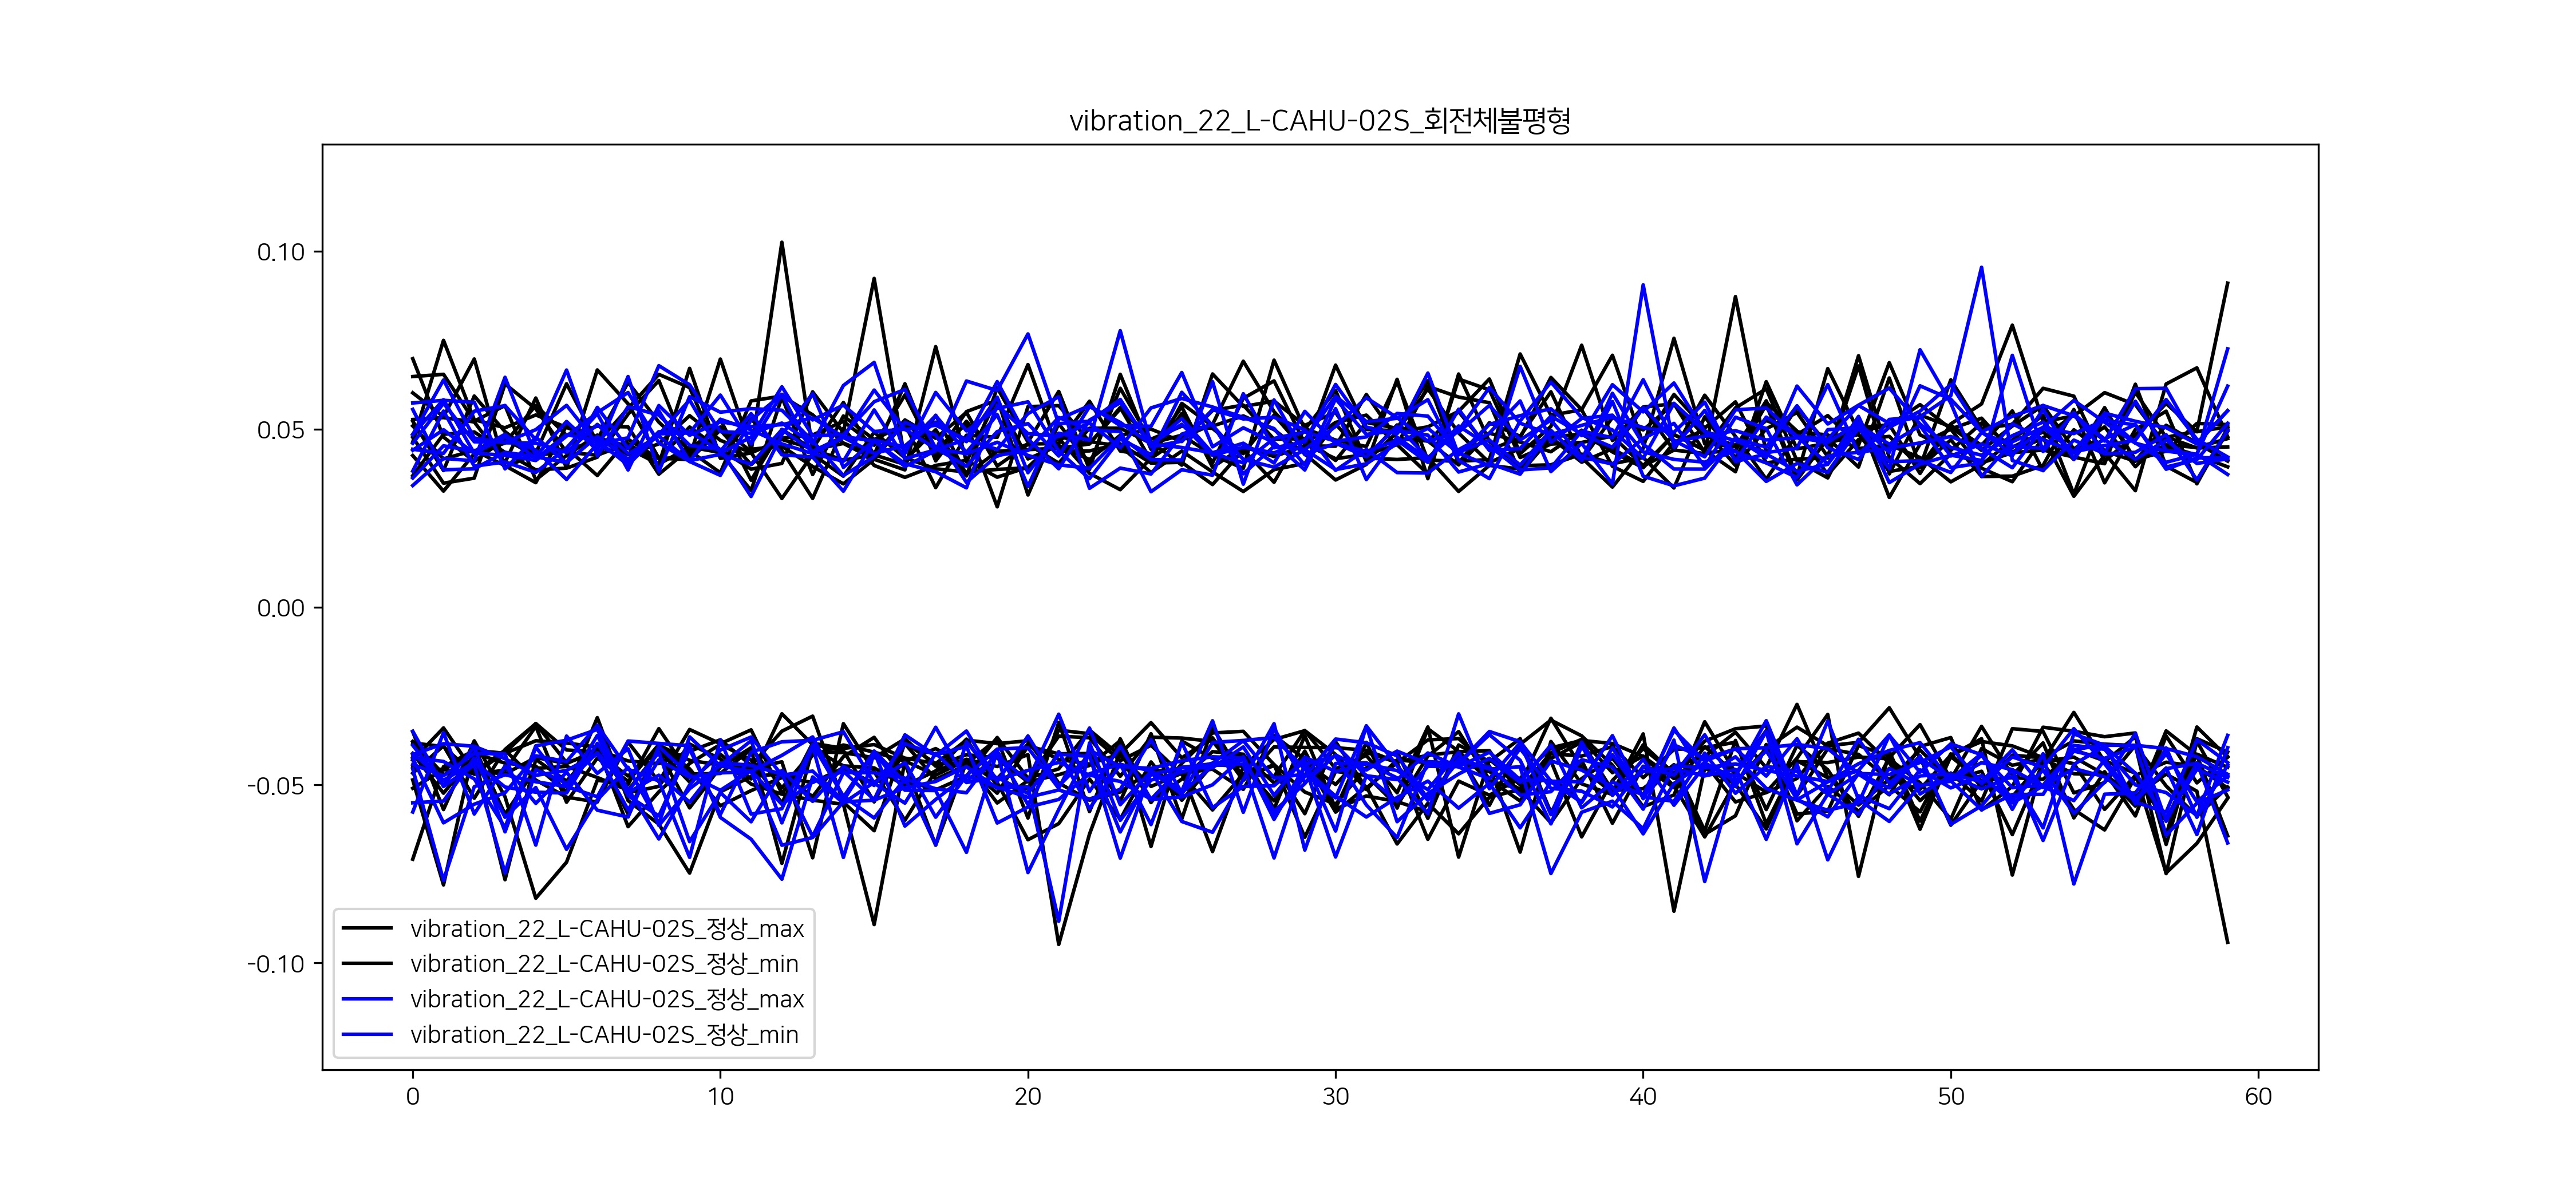 vibration_22_L-CAHU-02S_회전체불평형
0.10
0.05
0.00
-0.05
-0.10
vibration_22_L-CAHU-02S_정상_max
vibration_22_L-CAHU-02S_정상_min
vibration_22_L-CAHU-02S_정상_max
vibration_22_L-CAHU-02S_정상_min
0 10 20 30 40 50 60